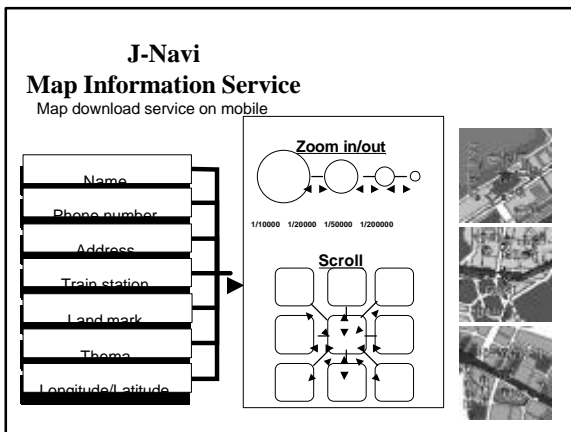 J-Navi
Map Information Service
Map download service on mobile
Name
Phone number
Address
Train station
Land mark
Thema
Longitude/Latitude
Zoom in/out
1/10000 1/20000 1/50000 1/200000
Scroll